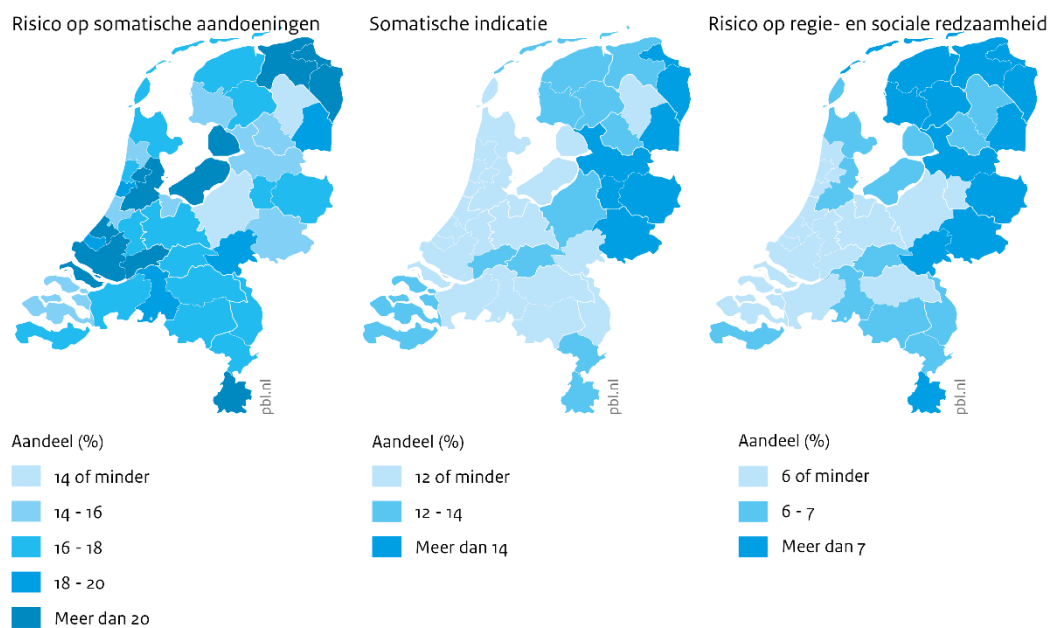 Risico op somatische aandoeningen
Somatische indicatie
Risico op regie- en sociale redzaamheid
pbl.nl
pbl.nl
pbl.nl
Aandeel (%)
14 of minder
14 - 16
16 - 18
18 - 20
Meer dan 20
Aandeel (%)
12 of minder
12 - 14
Meer dan 14
Aandeel (%)
6 of minder
6 - 7
Meer dan 7